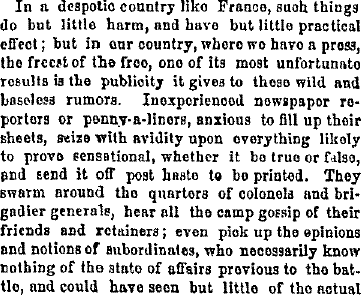 In a despotic country like France, such things
do but little harm, and have but little practical
effect; but in our country, where we have a press,
the freest of the free, one of its most unfortunate
results is the publicity it gives to these wild and
baseless rumors. Inexperienced newspaper re-
porters or penny-a-liners, anxious to fill up their
sheets, seize with avidity upon everything likely
to prove sensational, whether it be true or false,
and send it off post haste to be printed. They
swarm around the quarters of colonels and bri-
gadier generals, hear all the camp gossip of their
friends and retainers; even pick up the opinions
and notions of subordinates, who necessarily know
nothing of the state of affairs previous to the bat-
tle, and could have seen but little of the actual